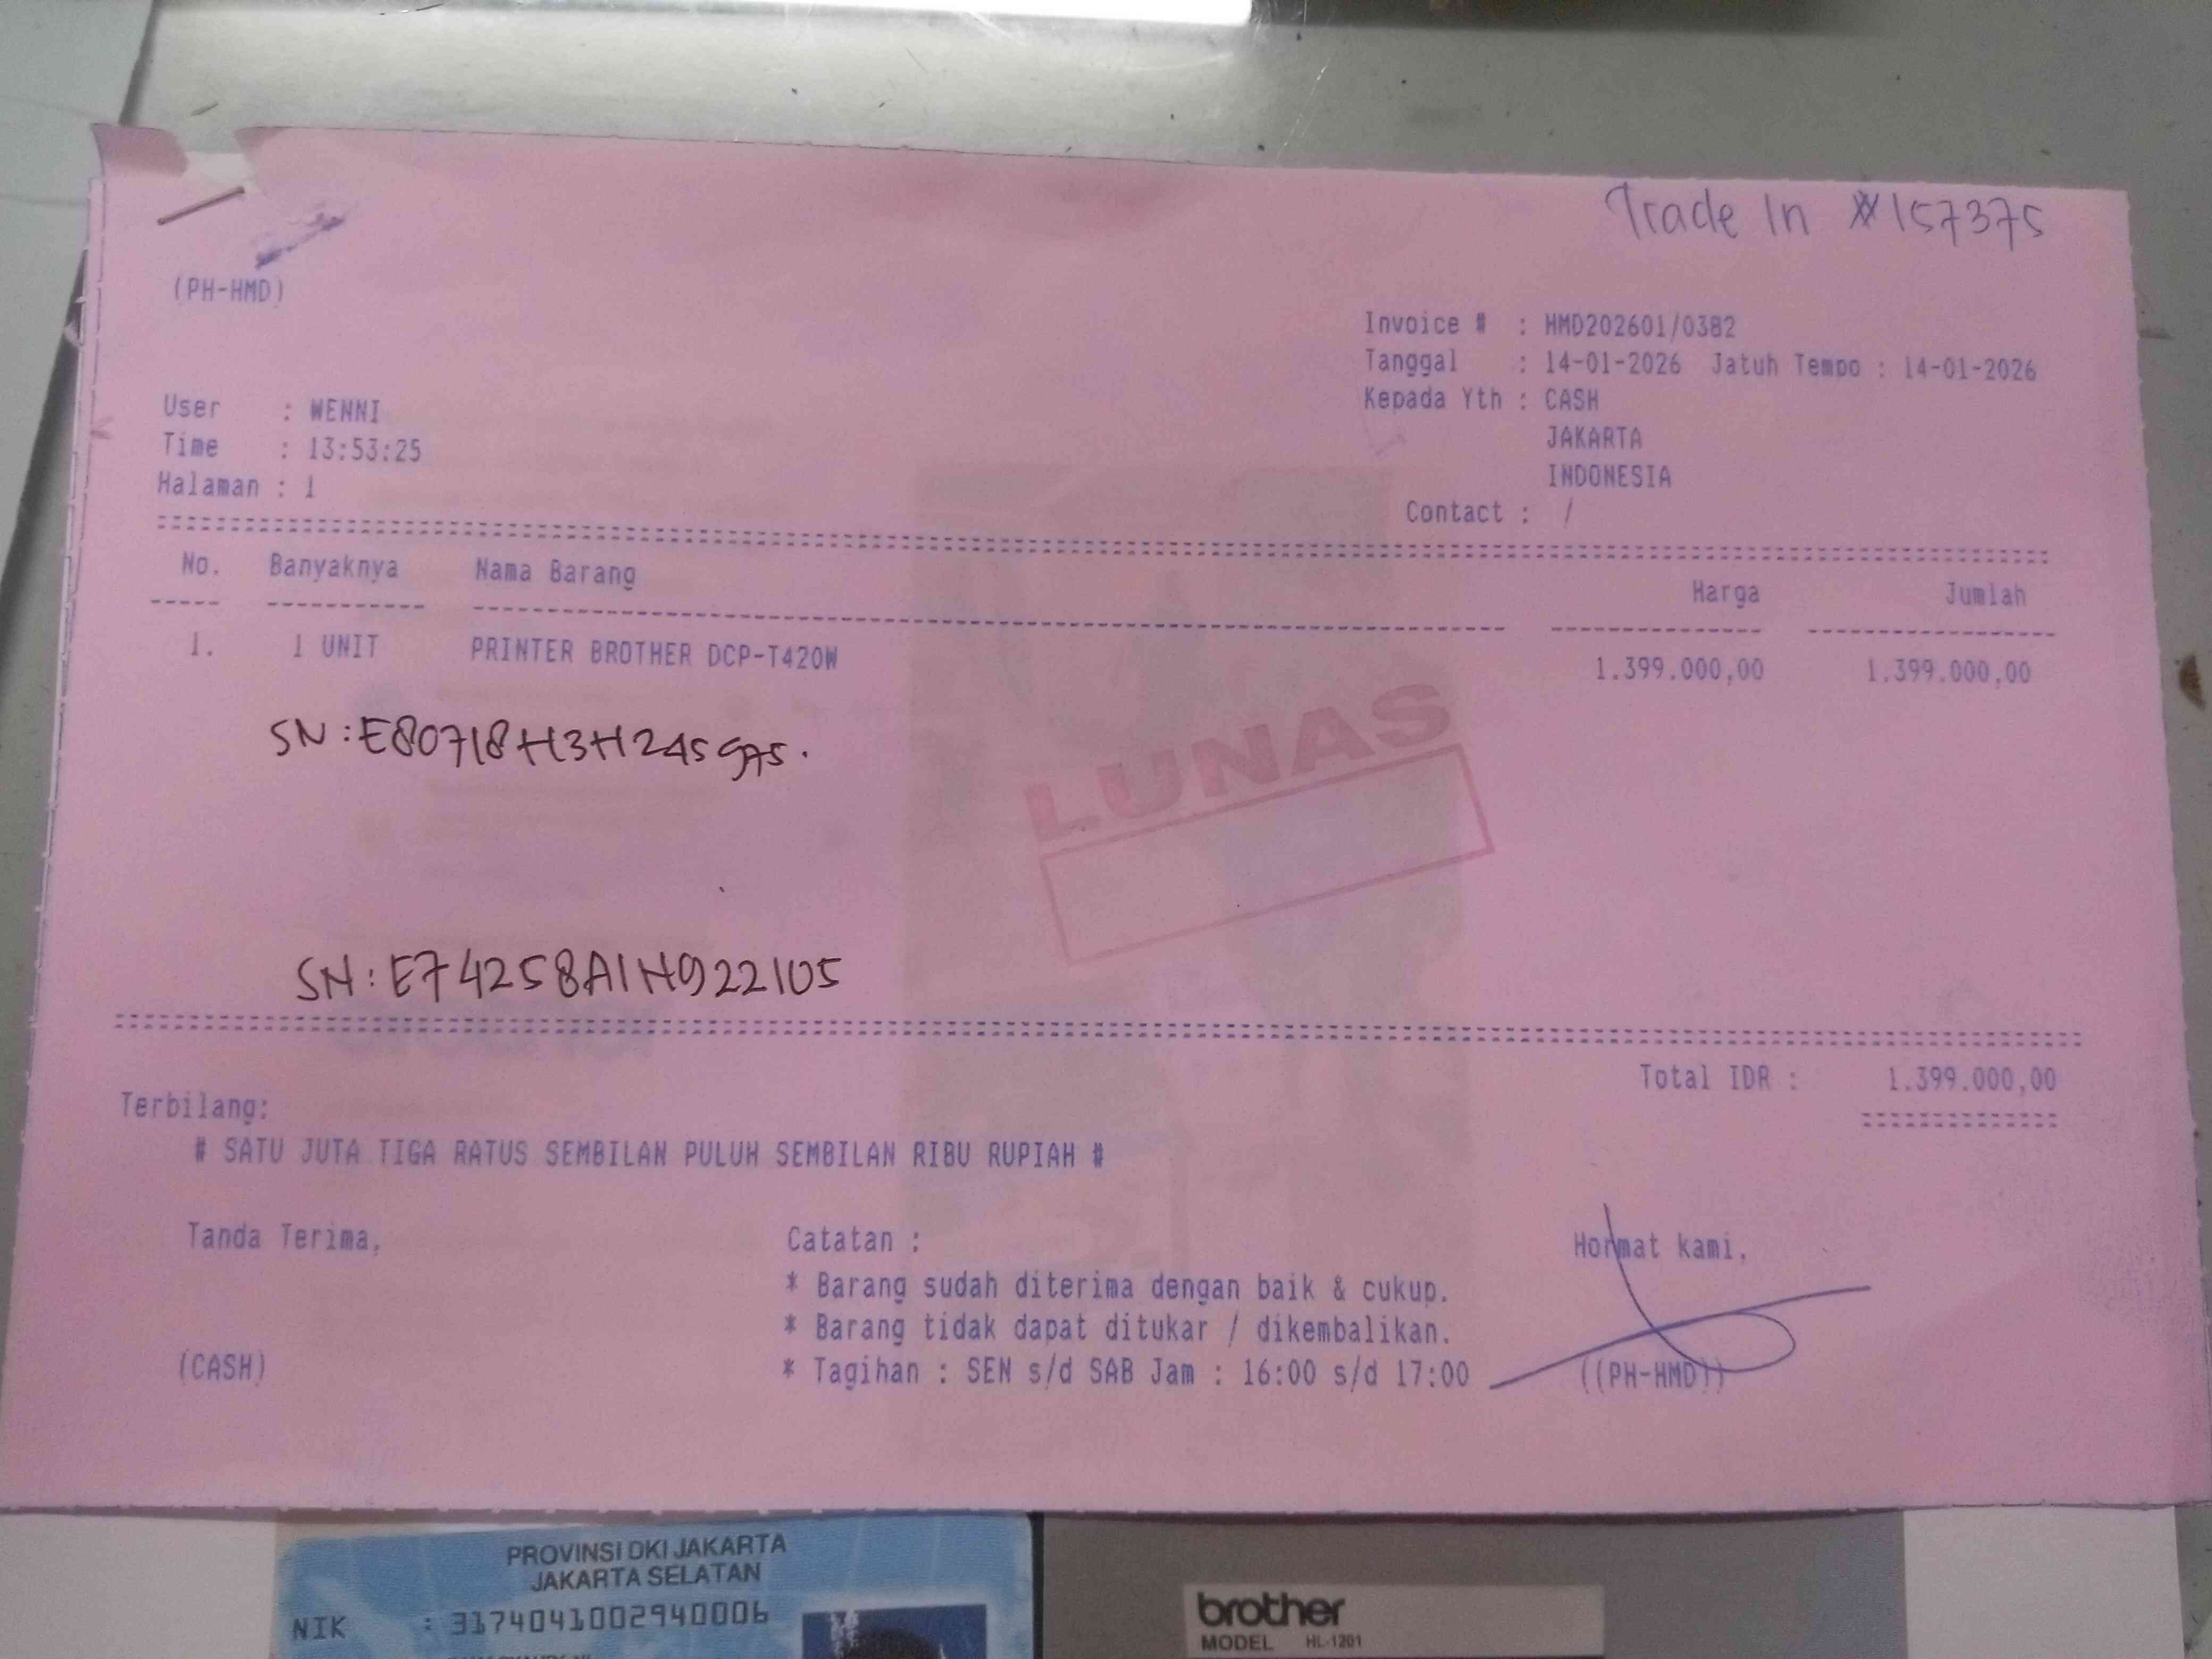 Trade In #157375
(PH-HMD)
Invoice # : HMD202601/0382
Tanggal : 14-01-2026 Jatuh Tempo : 14-01-2026
Kepada Yth : CASH
JAKARTA
INDONESIA
Contact : /
User : WENNI
Time : 13:53:25
Halaman : 1
No. Banyaknya Nama Barang Harga Jumlah
1. 1 UNIT PRINTER BROTHER DCP-T420W 1.399.000,00 1.399.000,00
SN:E80718H3H245975.
LUNAS
SN:E74258A1H922105
Total IDR : 1.399.000,00
Terbilang:
# SATU JUTA TIGA RATUS SEMBILAN PULUH SEMBILAN RIBU RUPIAH #
Tanda Terima,
(CASH)
Catatan :
* Barang sudah diterima dengan baik & cukup.
* Barang tidak dapat ditukar / dikembalikan.
* Tagihan : SEN s/d SAB Jam : 16:00 s/d 17:00
Hormat kami,
((PH-HMD))
PROVINSI DKI JAKARTA
JAKARTA SELATAN
NIK : 3174041002940006
brother
MODEL HL-1201